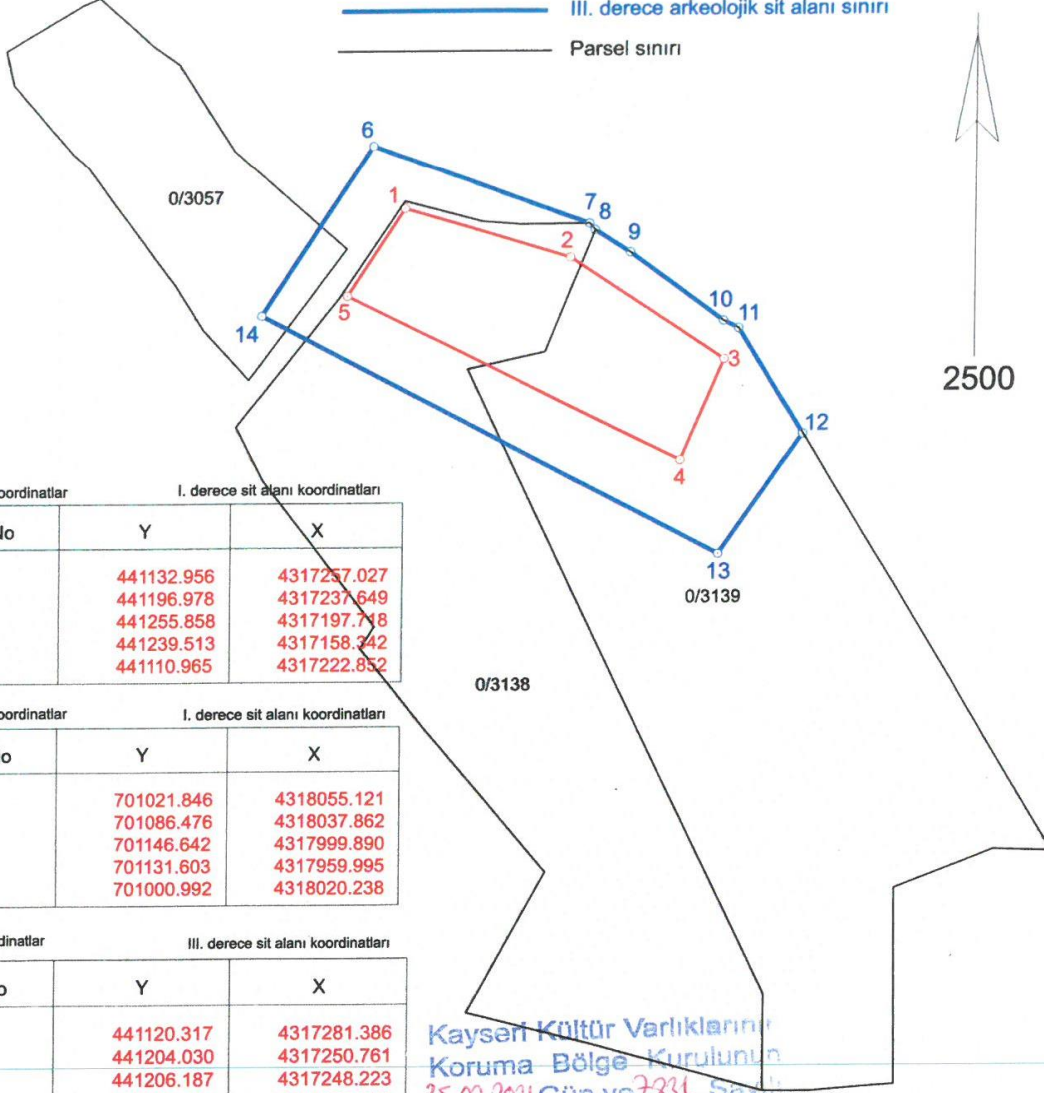 III. derece arkeolojik sit alanı sınırı
Parsel sınırı
6
0/3057
1
7
8
2
9
10
11
5
14
3
2500
12
4
13
0/3139
oordinatlar I. derece sit alanı koordinatları
No Y X
441132.956 4317257.027
441196.978 4317237.649
441255.858 4317197.718
441239.513 4317158.342
441110.965 4317222.852
0/3138
oordinatlar I. derece sit alanı koordinatları
o Y X
701021.846 4318055.121
701086.476 4318037.862
701146.642 4317999.890
701131.603 4317959.995
701000.992 4318020.238
dinatlar III. derece sit alanı koordinatları
o Y X
441120.317 4317281.386
441204.030 4317250.761
441206.187 4317248.223
Kayseri Kültür Varlıklarını
Koruma Bölge Kurulunun
Gün ve